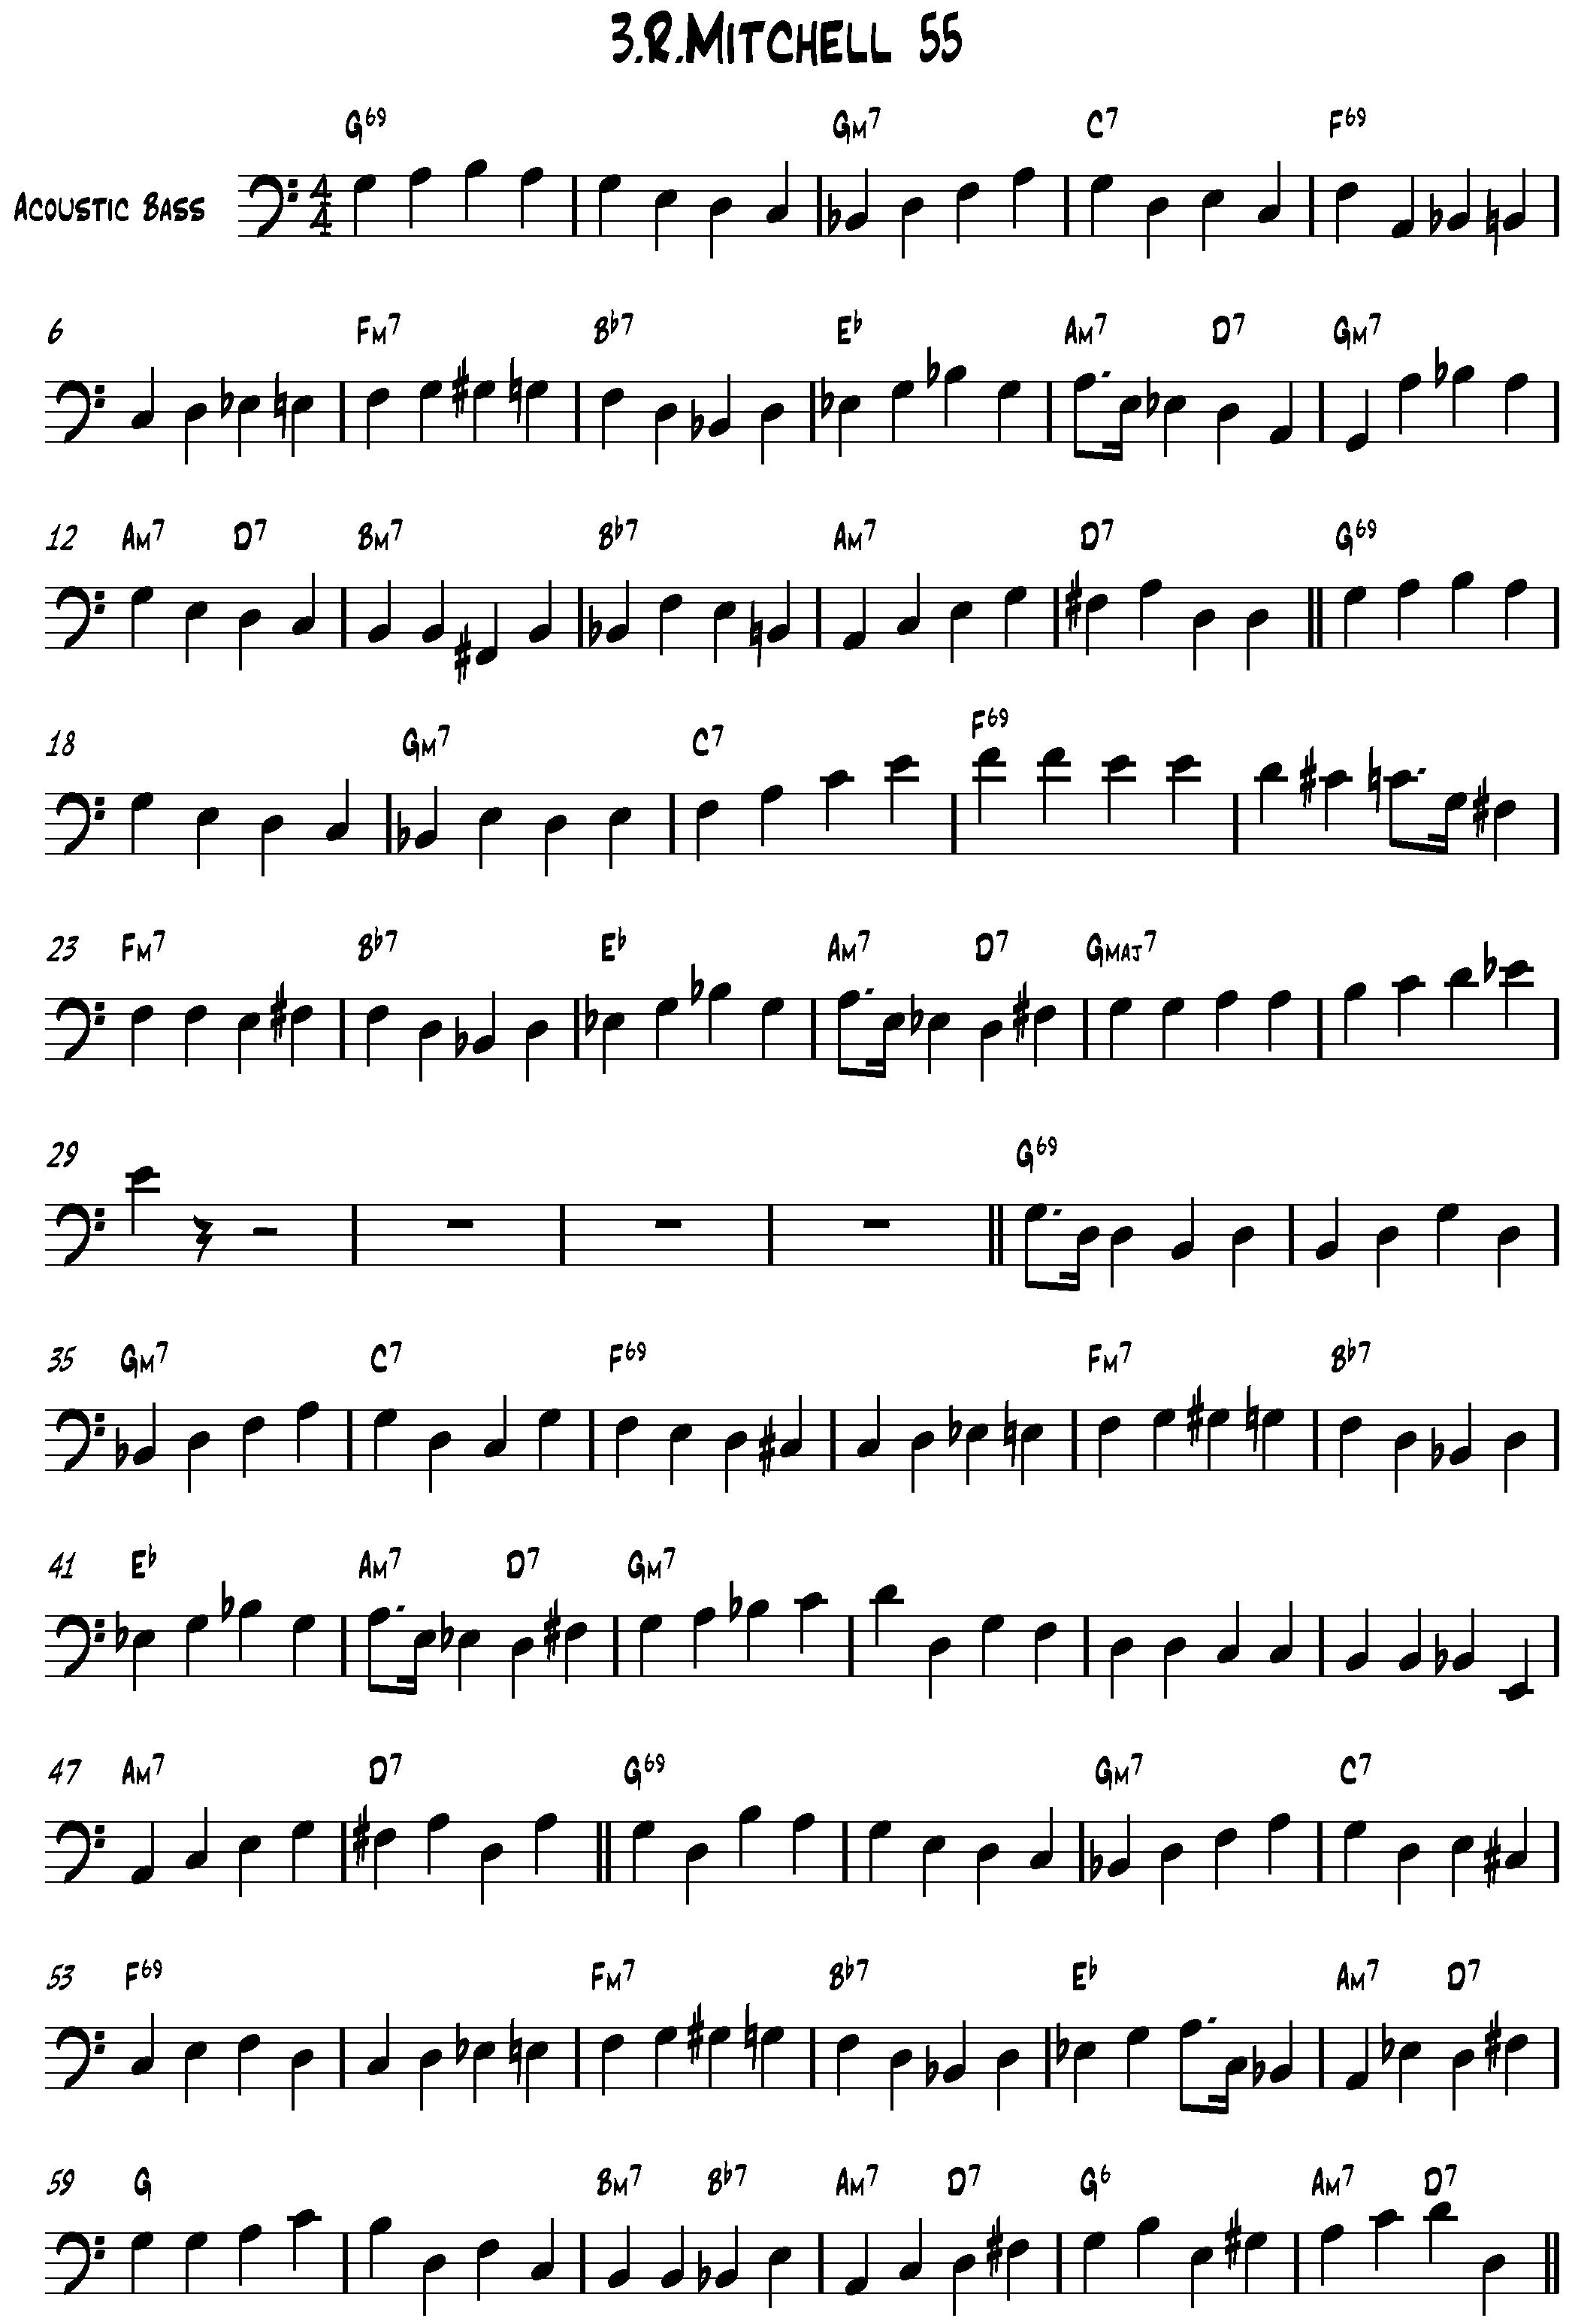 3.R.Mitchell 55
G69 Gm7 C7 F69
Acoustic Bass 4/4
6 Fm7 B♭7 E♭ Am7 D7 Gm7
12 Am7 D7 Bm7 B♭7 Am7 D7 G69
18 Gm7 C7 F69
23 Fm7 B♭7 E♭ Am7 D7 Gmaj7
29 G69
35 Gm7 C7 F69 Fm7 B♭7
41 E♭ Am7 D7 Gm7
47 Am7 D7 G69 Gm7 C7
53 F69 Fm7 B♭7 E♭ Am7 D7
59 G Bm7 B♭7 Am7 D7 G6 Am7 D7